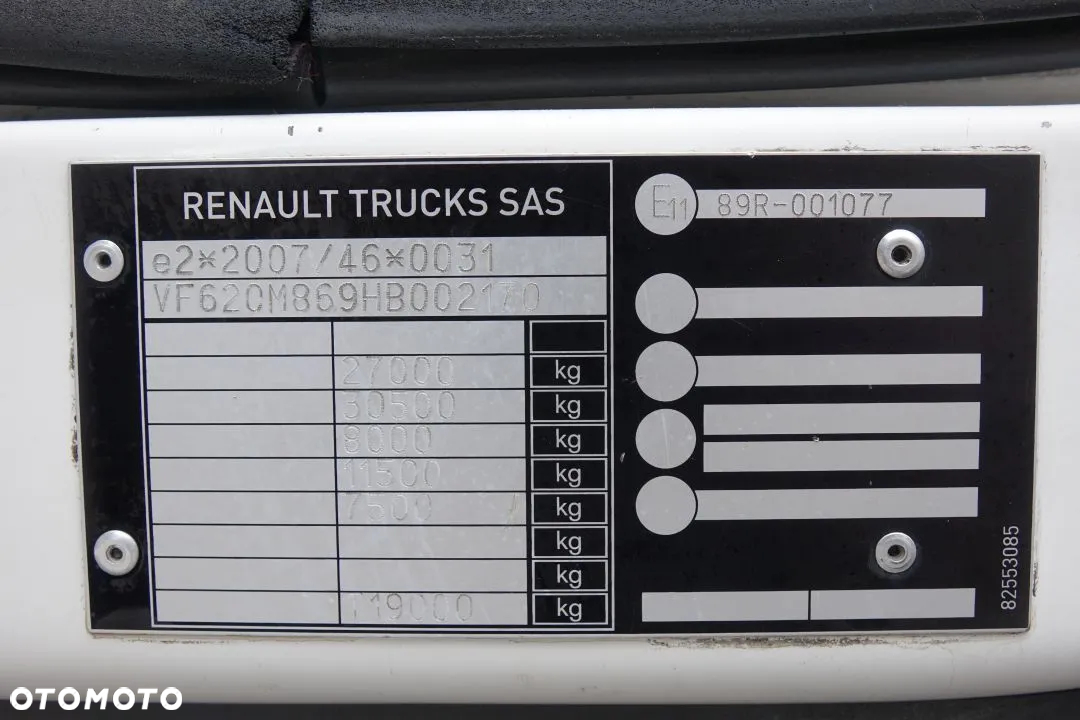 RENAULT TRUCKS SAS
e2*2007/46*0031
VF620M869HB002170
27000 kg
30500 kg
8000 kg
11500 kg
7500 kg
kg
kg
T19000 kg
E11 89R-001077
82553085
OTOMOTO